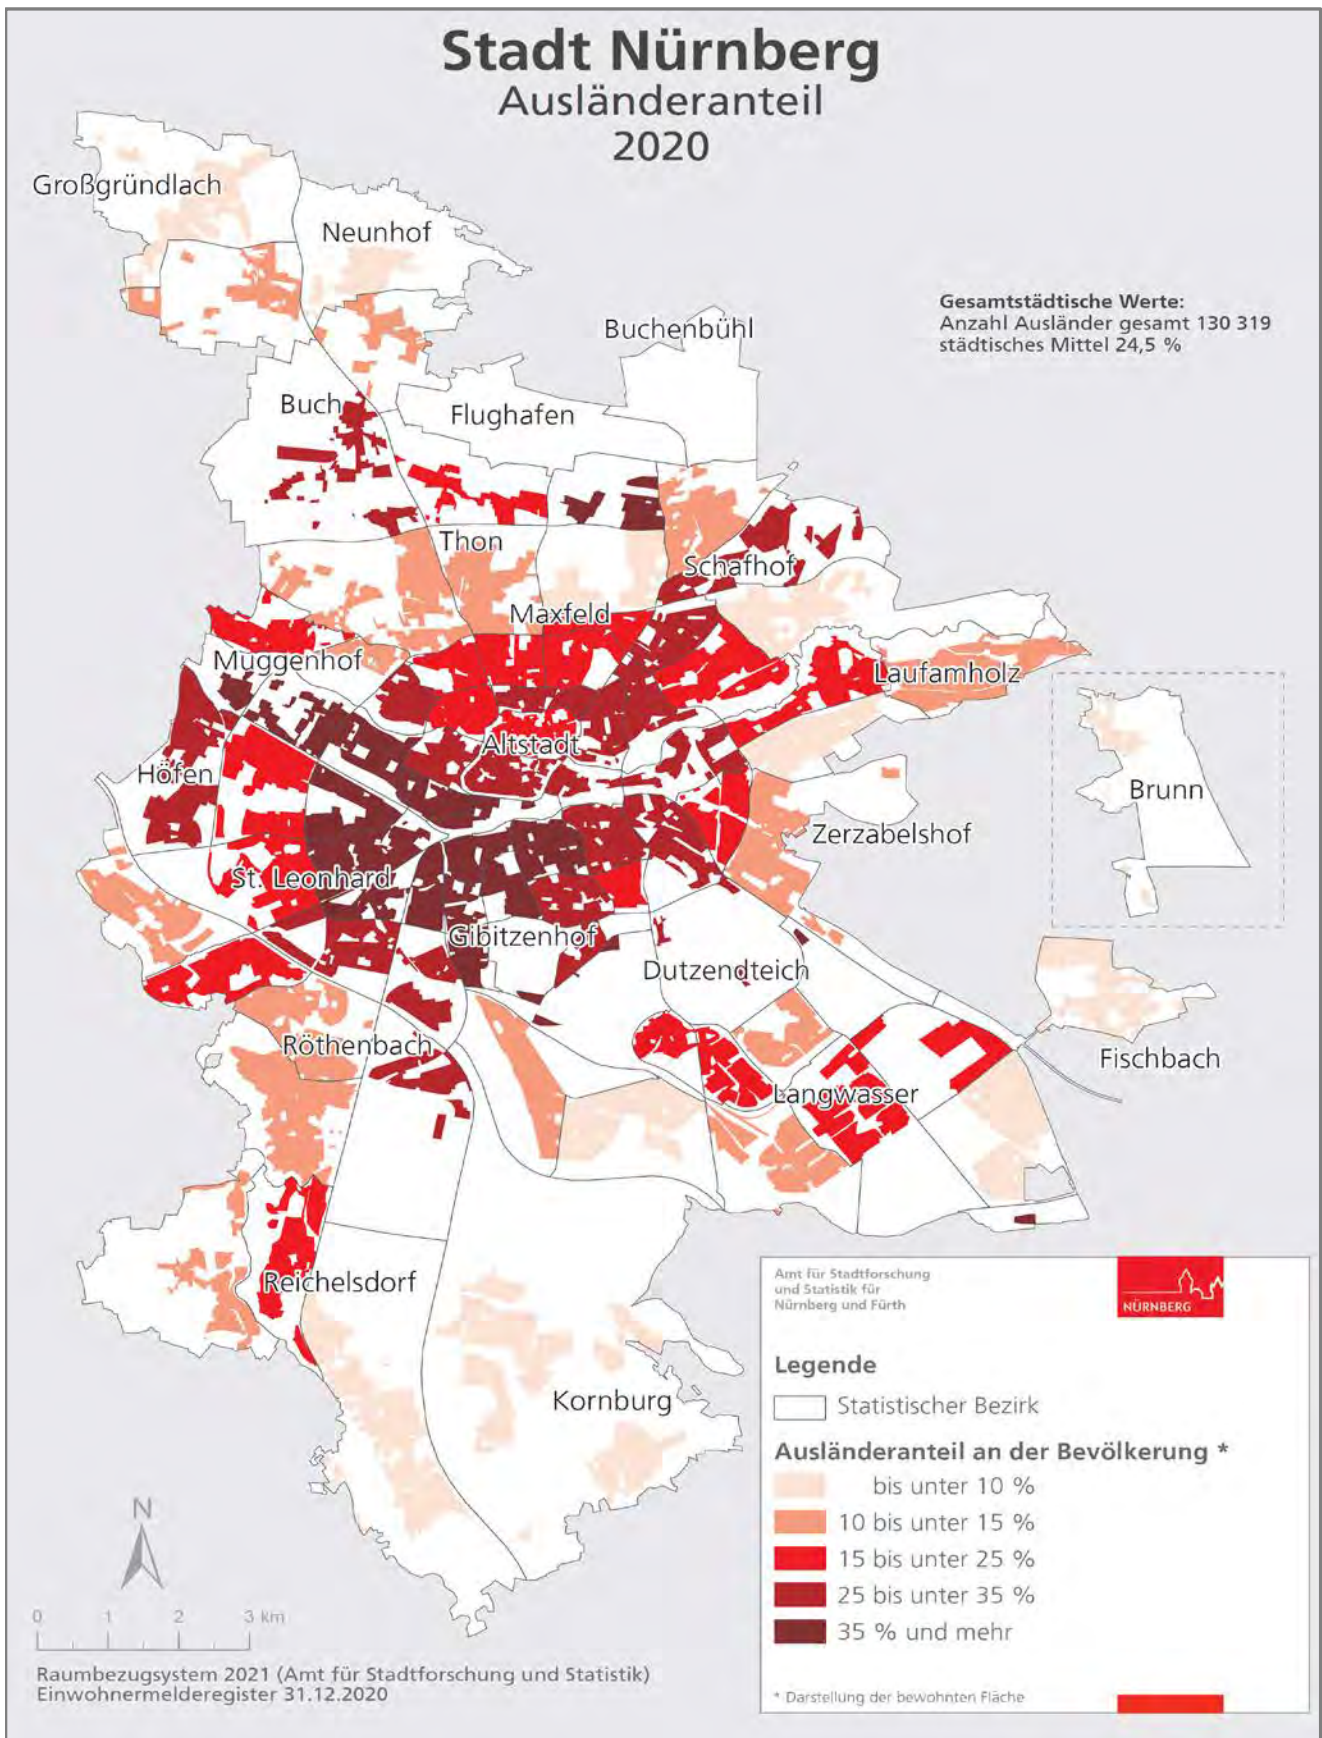 Stadt Nürnberg
Ausländeranteil
2020
Großgründlach
Neunhof
Gesamtstädtische Werte:
Anzahl Ausländer gesamt 130 319
städtisches Mittel 24,5 %
Buchenbühl
Buch
Flughafen
Thon
Schafhof
Maxfeld
Muggenhof
Laufamholz
Altstadt
Höfen
Brunn
Zerzabelshof
St. Leonhard
Gibitzenhof
Dutzendteich
Röthenbach
Fischbach
Langwasser
Reichelsdorf
Kornburg
Amt für Stadtforschung
und Statistik für
Nürnberg und Fürth
NÜRNBERG
Legende
Statistischer Bezirk
Ausländeranteil an der Bevölkerung *
bis unter 10 %
10 bis unter 15 %
15 bis unter 25 %
25 bis unter 35 %
35 % und mehr
* Darstellung der bewohnten Fläche
N
0 1 2 3 km
Raumbezugsystem 2021 (Amt für Stadtforschung und Statistik)
Einwohnermelderegister 31.12.2020